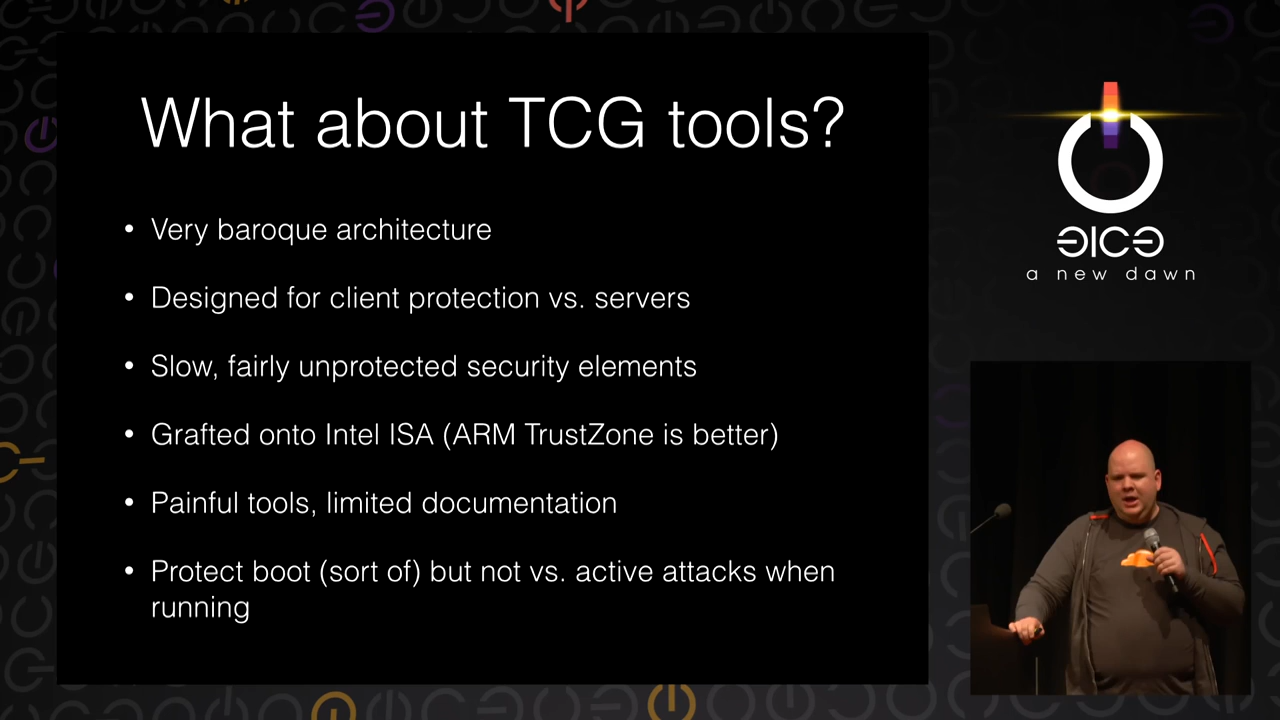 What about TCG tools?
• Very baroque architecture
• Designed for client protection vs. servers
• Slow, fairly unprotected security elements
• Grafted onto Intel ISA (ARM TrustZone is better)
• Painful tools, limited documentation
• Protect boot (sort of) but not vs. active attacks when
running
a new dawn